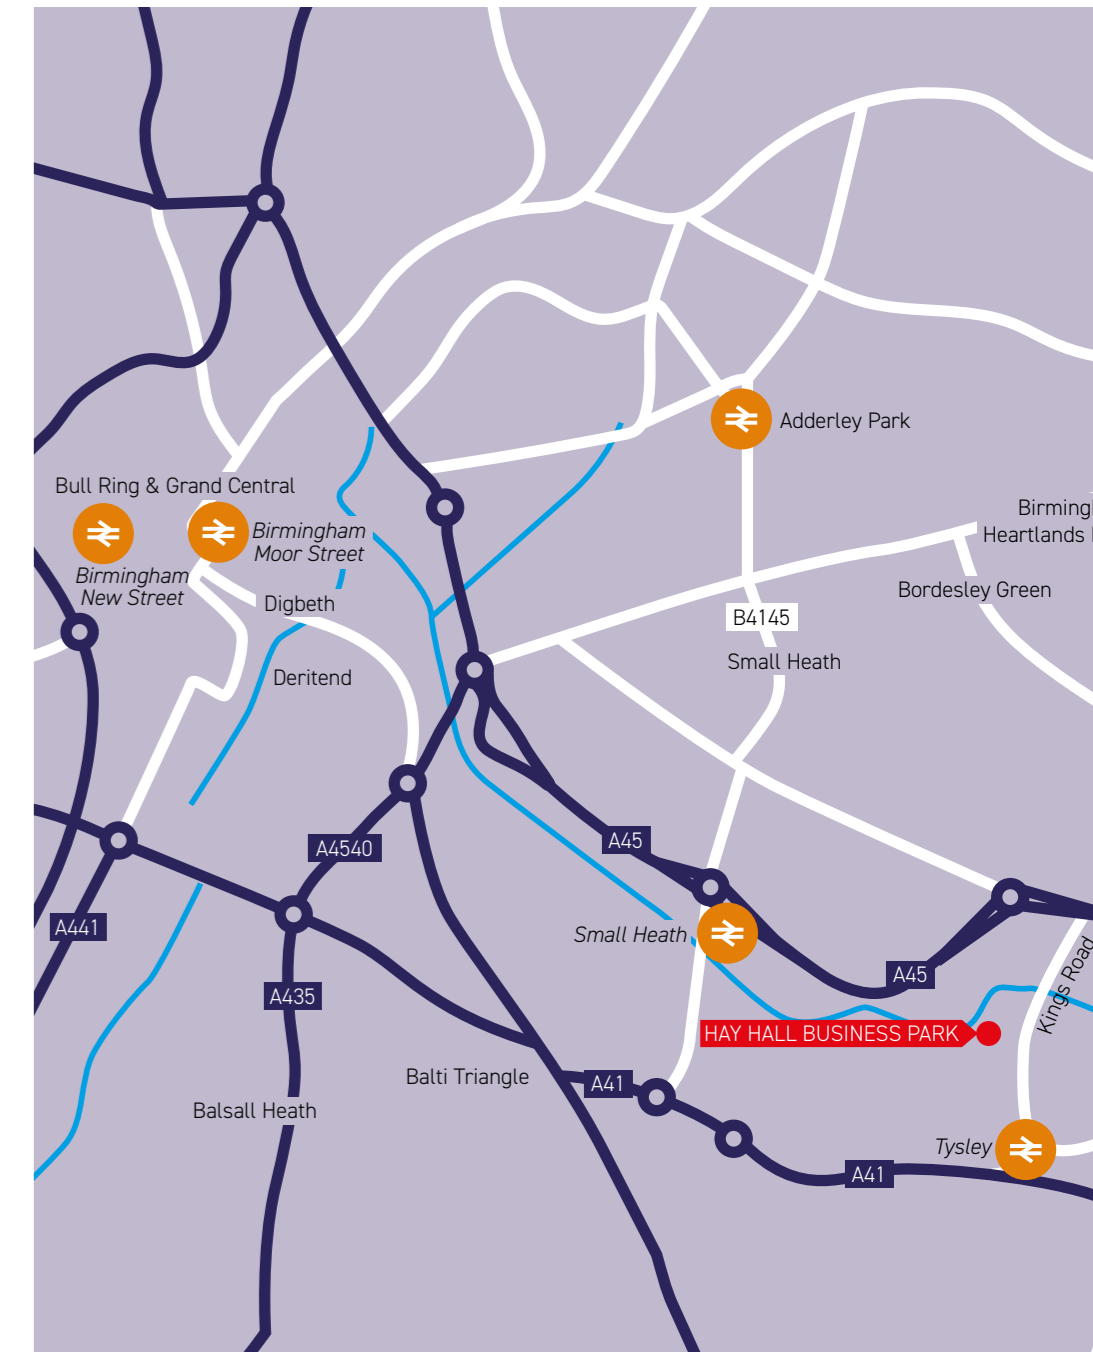 Adderley Park
Bull Ring & Grand Central
Birmingham
Moor Street
Birmingham
New Street
Heartlands
Bordesley Green
Digbeth
B4145
Small Heath
Deritend
A45
A4540
A441
Small Heath
A45
Kings Road
A435
HAY HALL BUSINESS PARK
Balti Triangle
A41
Balsall Heath
Tysley
A41